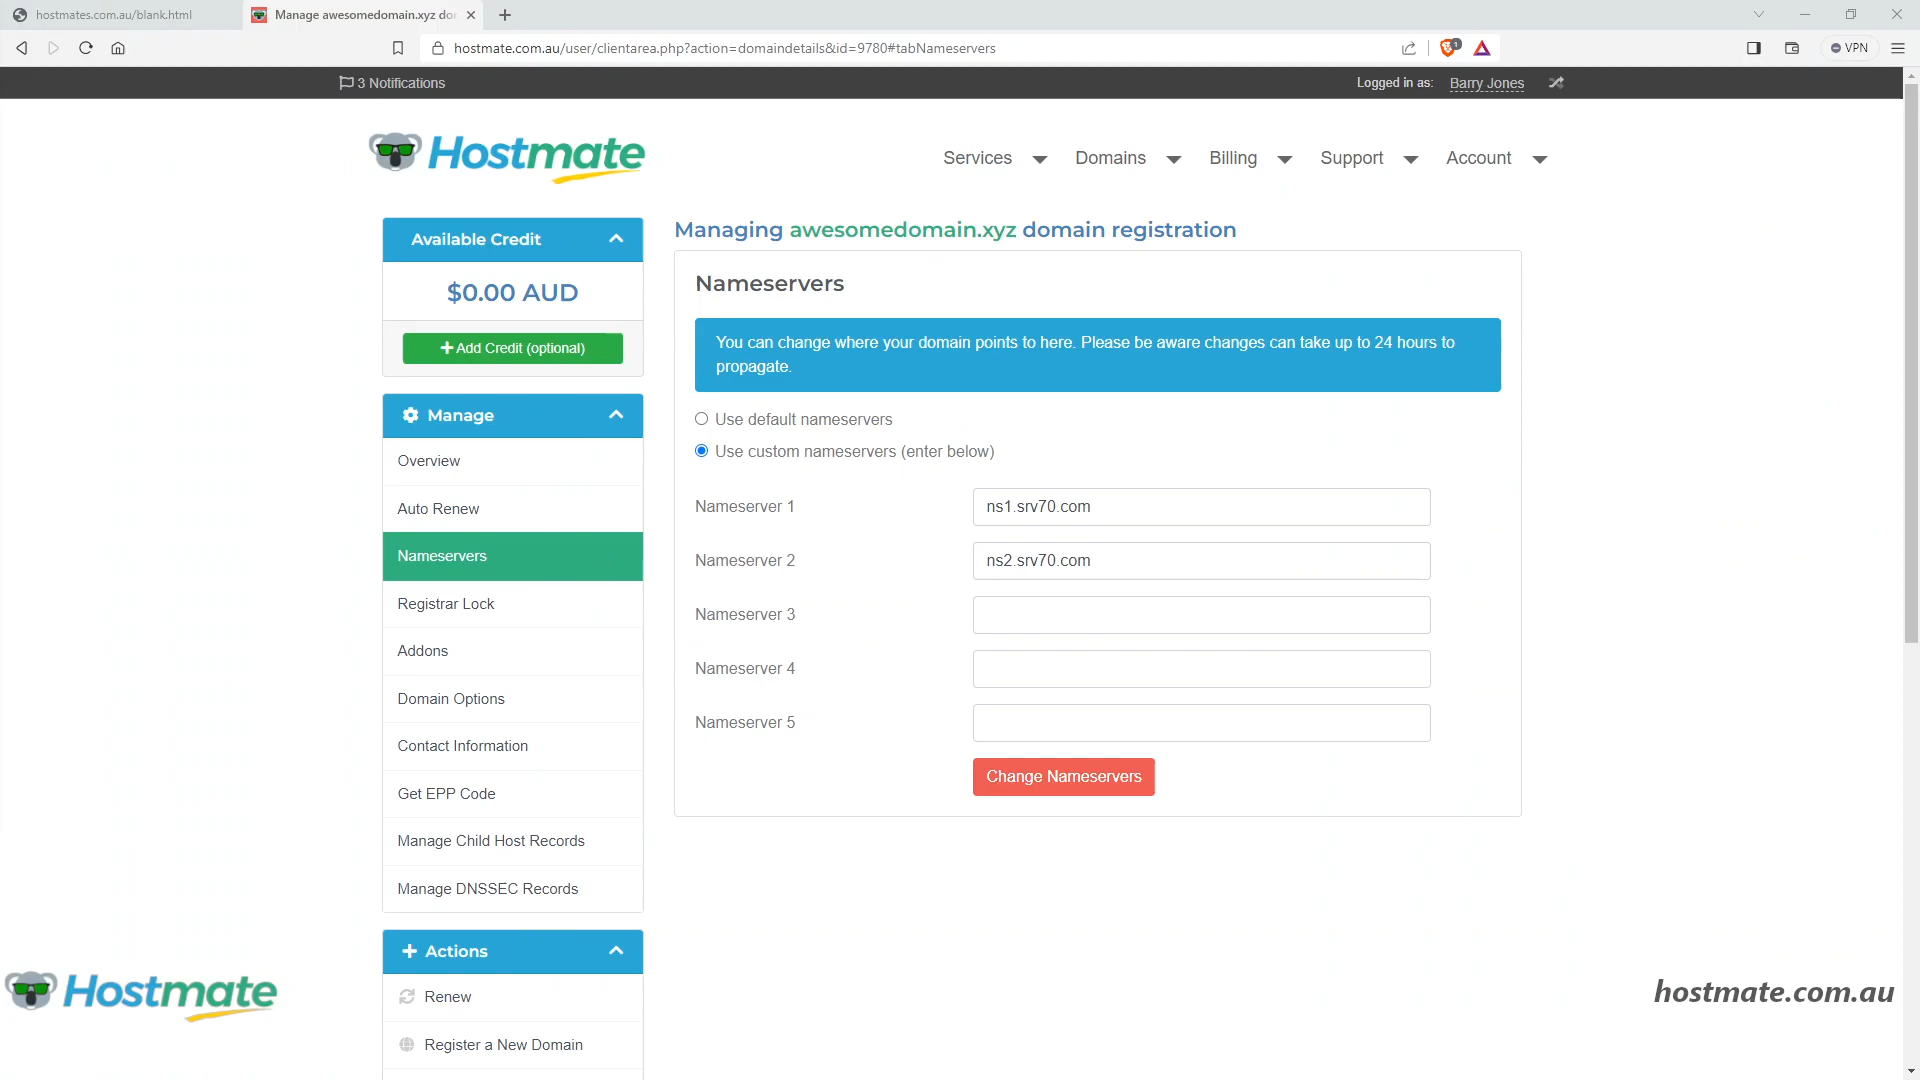 hostmates.com.au/blank.html
Manage awesomedomain.xyz do
hostmate.com.au/user/clientarea.php?action=domaindetails&id=9780#tabNameservers
1
VPN
3 Notifications
Logged in as: Barry Jones
Hostmate
Services
Domains
Billing
Support
Account
Available Credit
$0.00 AUD
Add Credit (optional)
Manage
Overview
Auto Renew
Nameservers
Registrar Lock
Addons
Domain Options
Contact Information
Get EPP Code
Manage Child Host Records
Manage DNSSEC Records
Actions
Renew
Register a New Domain
Managing awesomedomain.xyz domain registration
Nameservers
You can change where your domain points to here. Please be aware changes can take up to 24 hours to
propagate.
Use default nameservers
Use custom nameservers (enter below)
Nameserver 1
ns1.srv70.com
Nameserver 2
ns2.srv70.com
Nameserver 3
Nameserver 4
Nameserver 5
Change Nameservers
Hostmate
hostmate.com.au